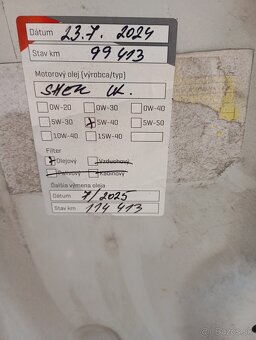 Dátum 23.7. 2024
Stav km 99 413
Motorový olej (výrobca/typ)
SHELL UL.
0W-20 0W-30 0W-40
5W-30 5W-40 5W-50
10W-40 15W-40
Filter
Olejový Vzduchový
Palivový Kabínový
Ďalšia výmena oleja
Dátum 7/2025
Stav km 114 413